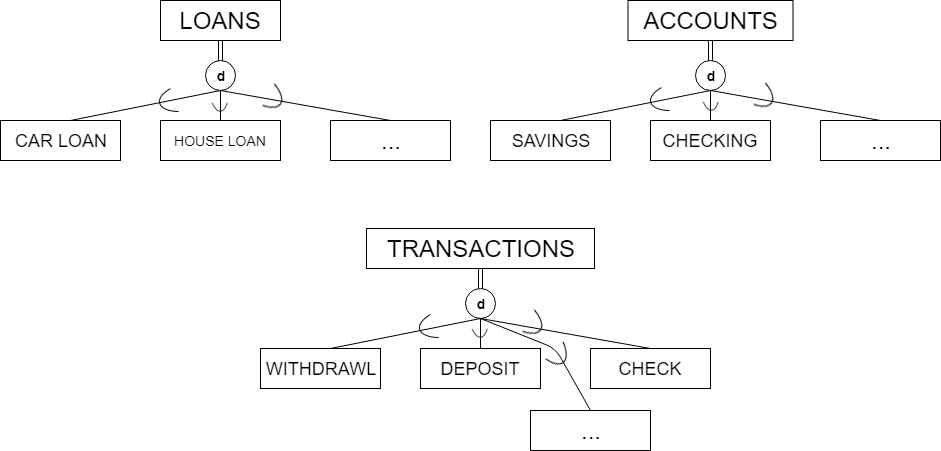 LOANS
ACCOUNTS
d
d
CAR LOAN
HOUSE LOAN
...
SAVINGS
CHECKING
...
TRANSACTIONS
d
WITHDRAWL
DEPOSIT
CHECK
...